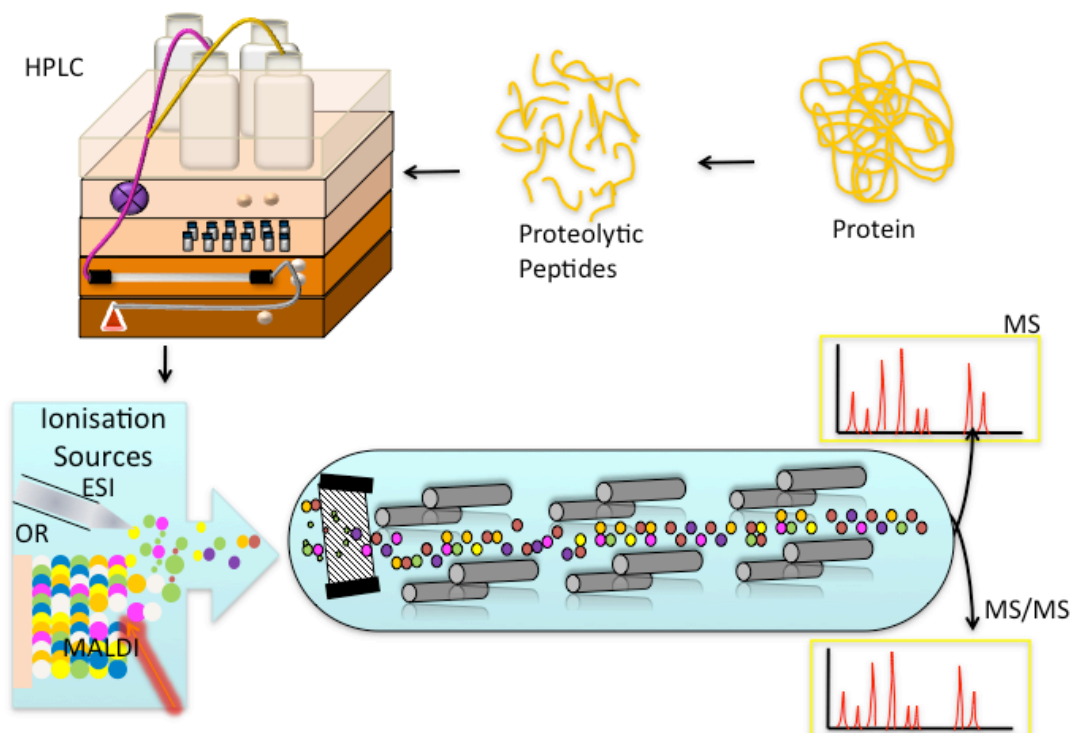 HPLC
Proteolytic
Peptides
Protein
MS
Ionisation
Sources
ESI
OR
MALDI
MS/MS